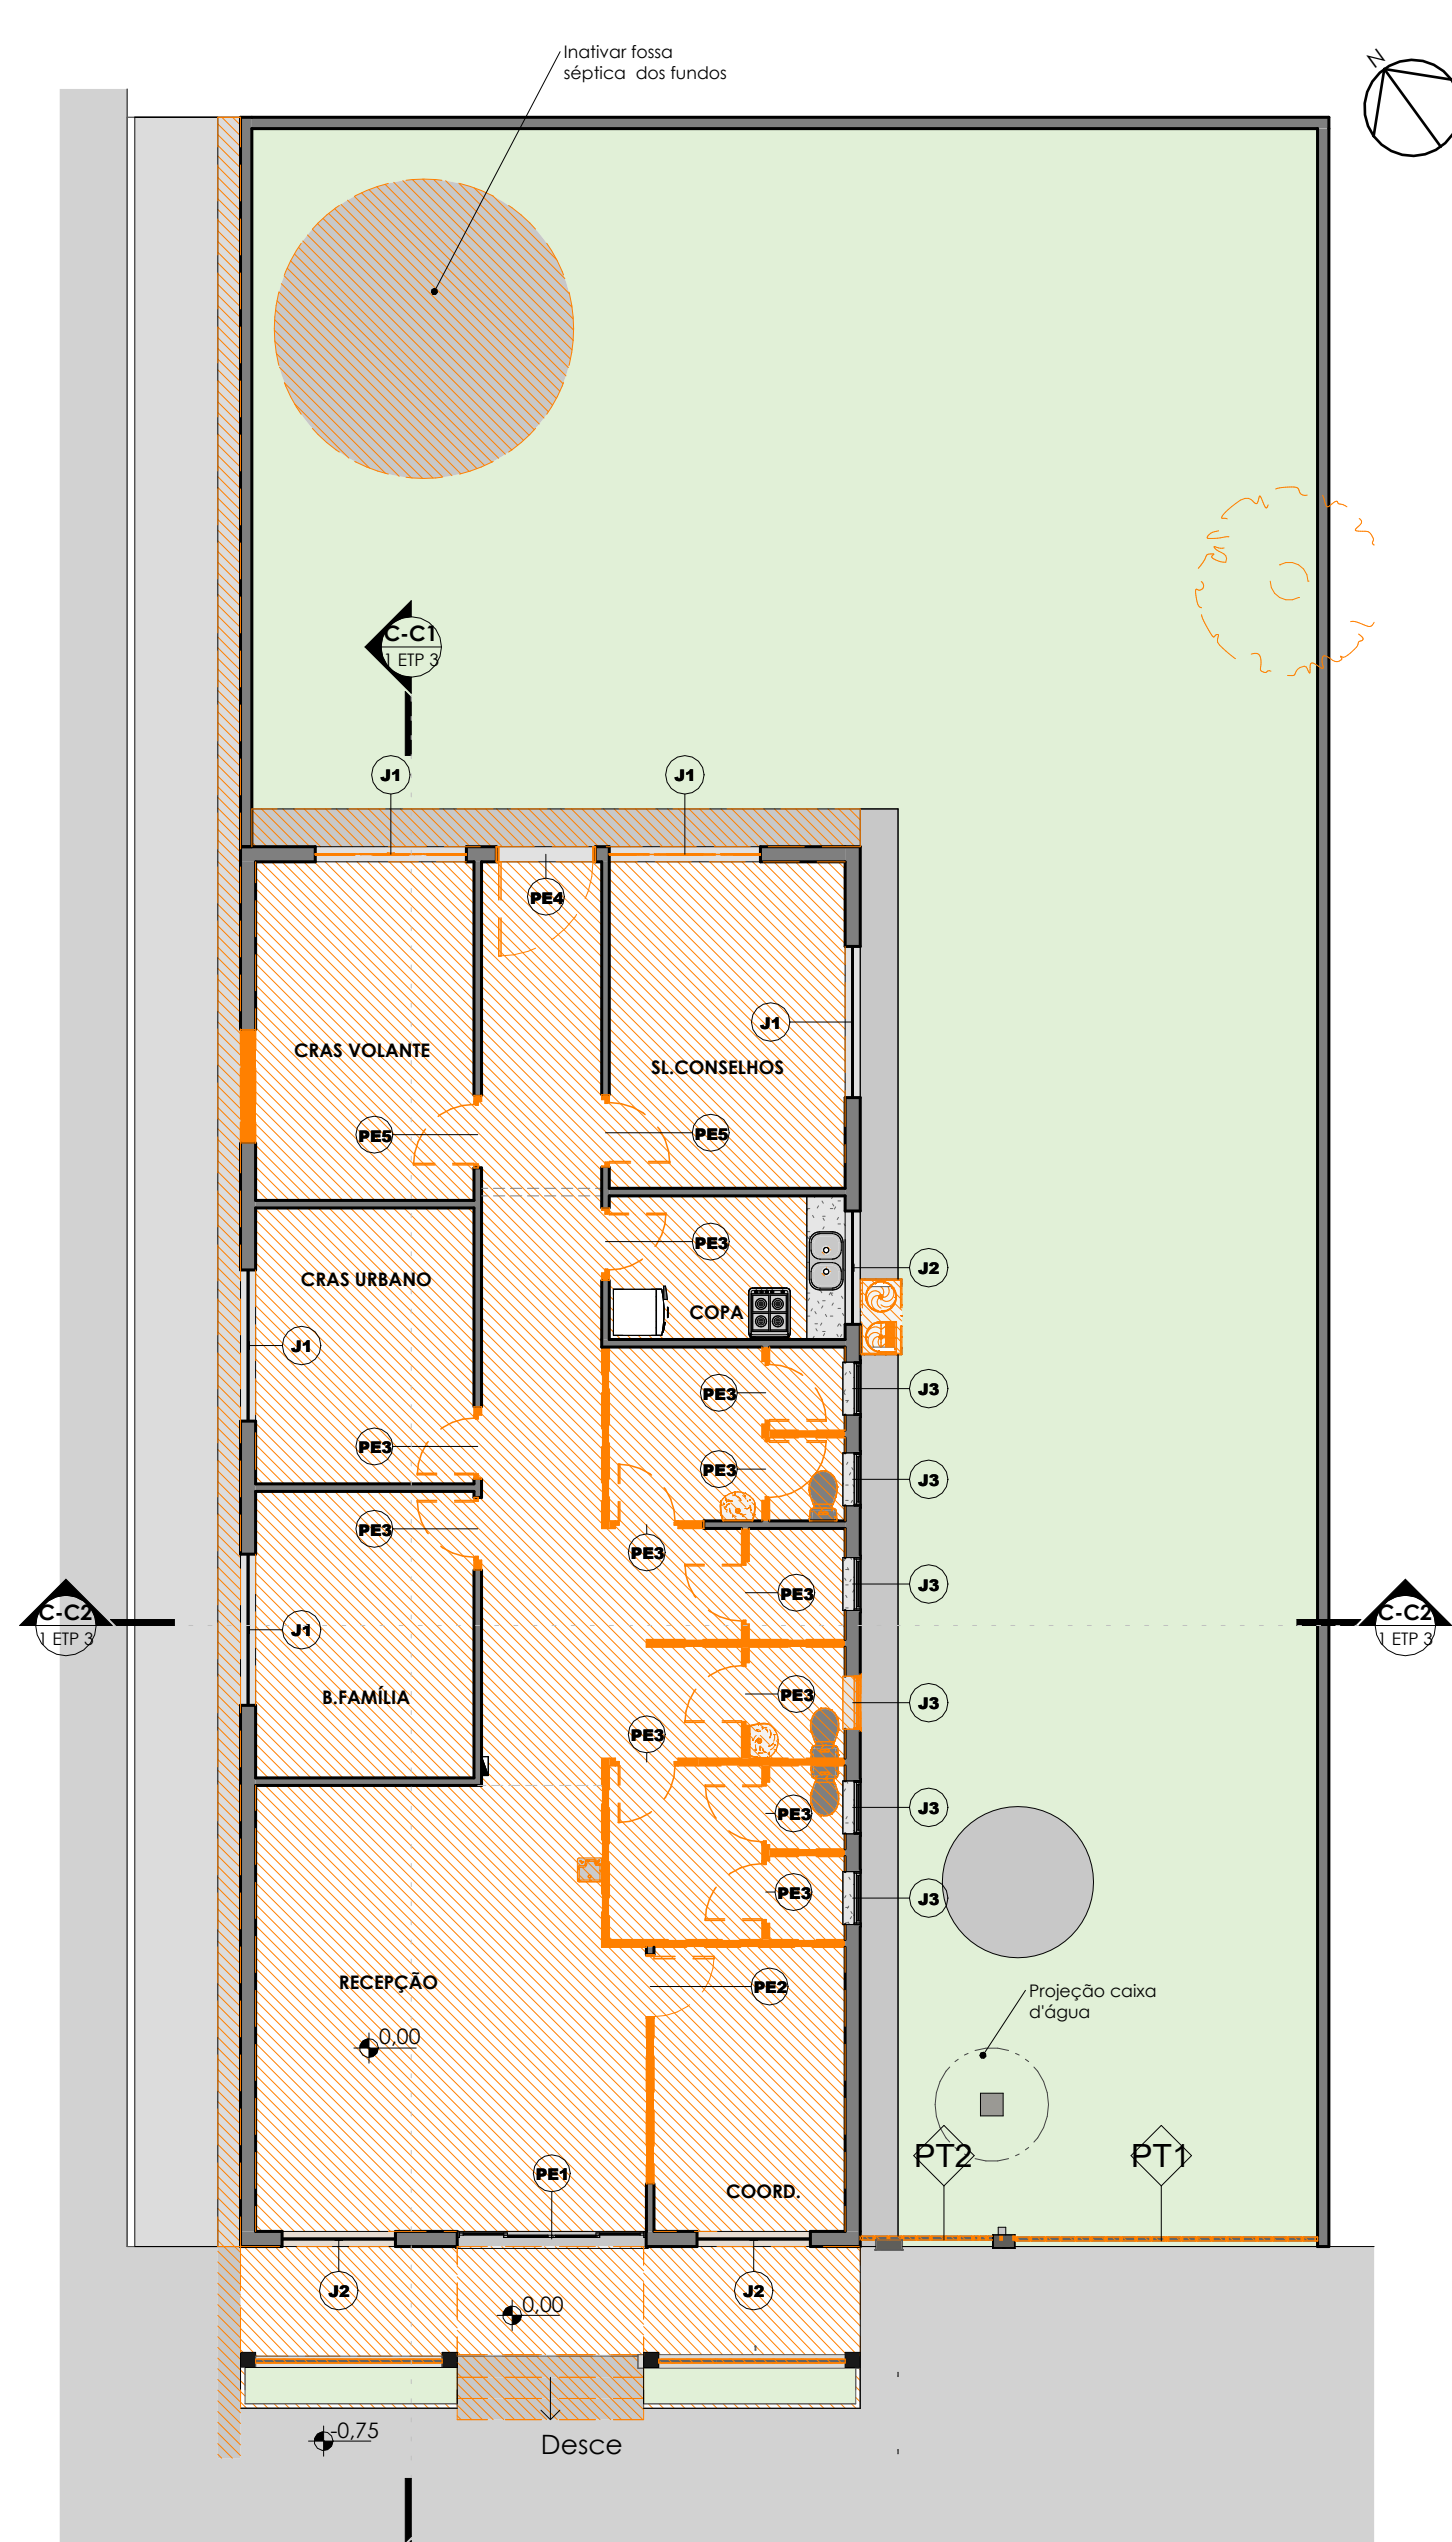 Inativar fossa
séptica dos fundos
N
C-C1
1 ETP 3
J1
J1
PE4
J1
CRAS VOLANTE
SL.CONSELHOS
PE5
PE5
PE3
J2
CRAS URBANO
COPA
J1
PE3
J3
PE3
PE3
J3
PE3
PE3
J3
PE3
C-C2
1 ETP 3
C-C2
1 ETP 3
J1
B.FAMÍLIA
PE3
J3
PE3
PE3
J3
PE3
J3
RECEPÇÃO
PE2
Projeção caixa
d'água
0,00
PT2
PT1
PE1
COORD.
J2
J2
0,00
-0,75
Desce